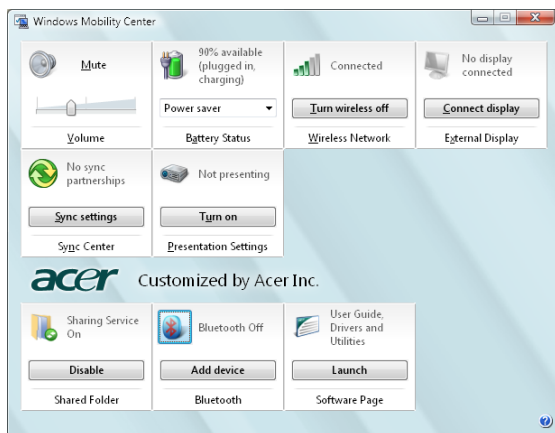 Windows Mobility Center
Mute
Volume
90% available
(plugged in,
charging)
Power saver
Battery Status
Connected
Turn wireless off
Wireless Network
No display
connected
Connect display
External Display
No sync
partnerships
Sync settings
Sync Center
Not presenting
Turn on
Presentation Settings
acer Customized by Acer Inc.
Sharing Service
On
Disable
Shared Folder
Bluetooth Off
Add device
Bluetooth
User Guide,
Drivers and
Utilities
Launch
Software Page